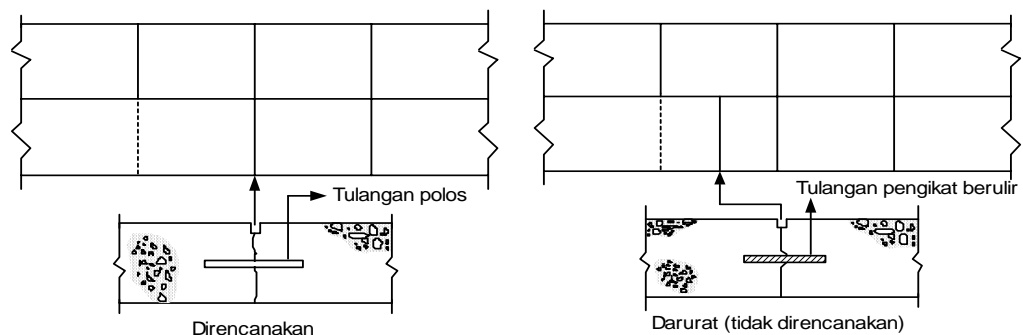 Tulangan polos
Direncanakan
Tulangan pengikat berulir
Darurat (tidak direncanakan)